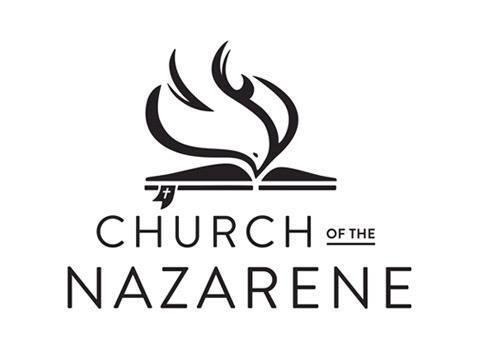 CHURCH OF THE
NAZARENE